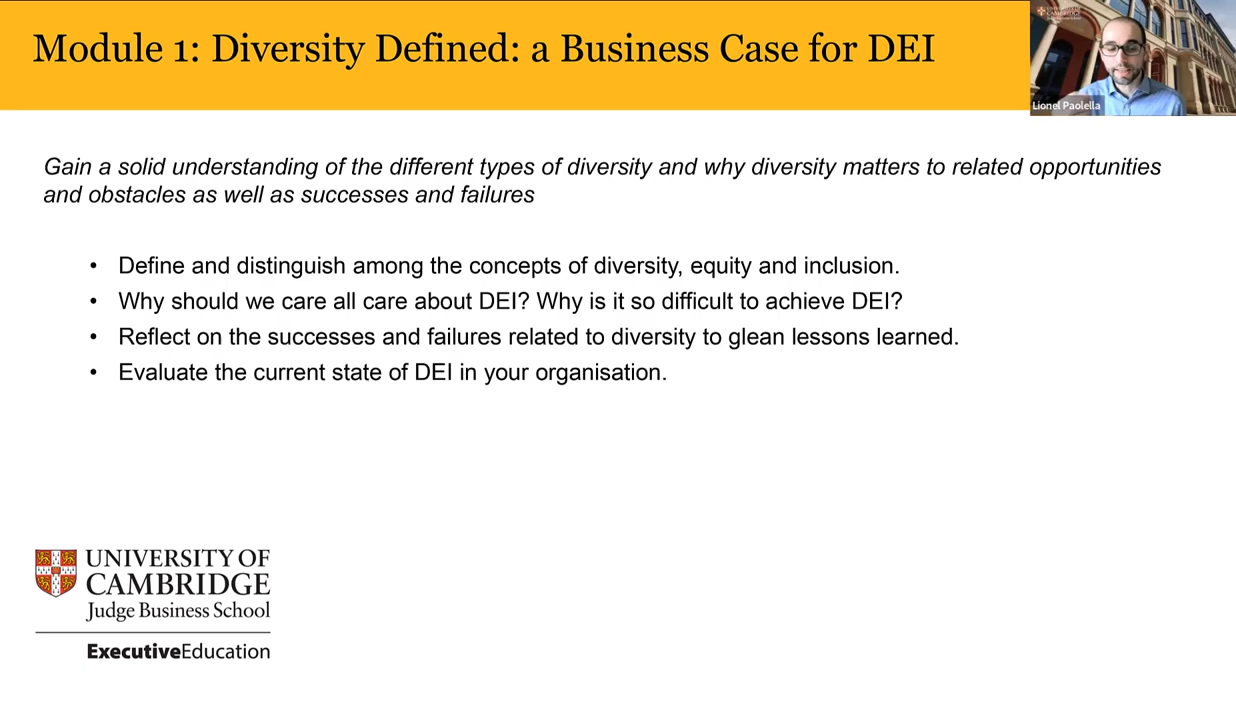 Module 1: Diversity Defined: a Business Case for DEI
Lionel Paolella
Gain a solid understanding of the different types of diversity and why diversity matters to related opportunities
and obstacles as well as successes and failures
• Define and distinguish among the concepts of diversity, equity and inclusion.
• Why should we care all care about DEI? Why is it so difficult to achieve DEI?
• Reflect on the successes and failures related to diversity to glean lessons learned.
• Evaluate the current state of DEI in your organisation.
UNIVERSITY OF
CAMBRIDGE
Judge Business School
ExecutiveEducation